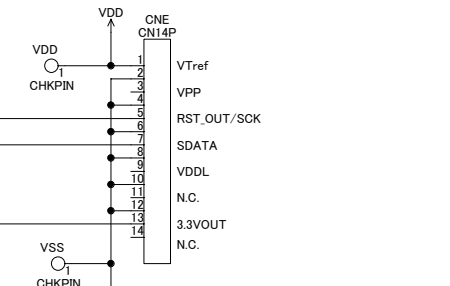 VDD
CNE
CN14P
VDD
1
CHKPIN
1
VTref
2
3
VPP
4
5
RST_OUT/SCK
6
7
SDATA
8
9
VDDL
10
11
N.C.
12
13
3.3VOUT
14
N.C.
VSS
1
CHKPIN